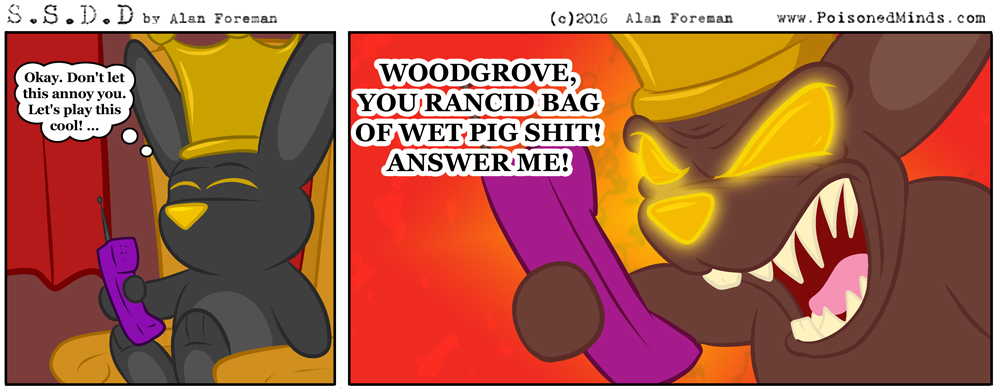 S.S.D.D by Alan Foreman (c)2016 Alan Foreman www.PoisonedMinds.com
Okay. Don't let
this annoy you.
Let's play this
cool! ...
WOODGROVE,
YOU RANCID BAG
OF WET PIG SHIT!
ANSWER ME!